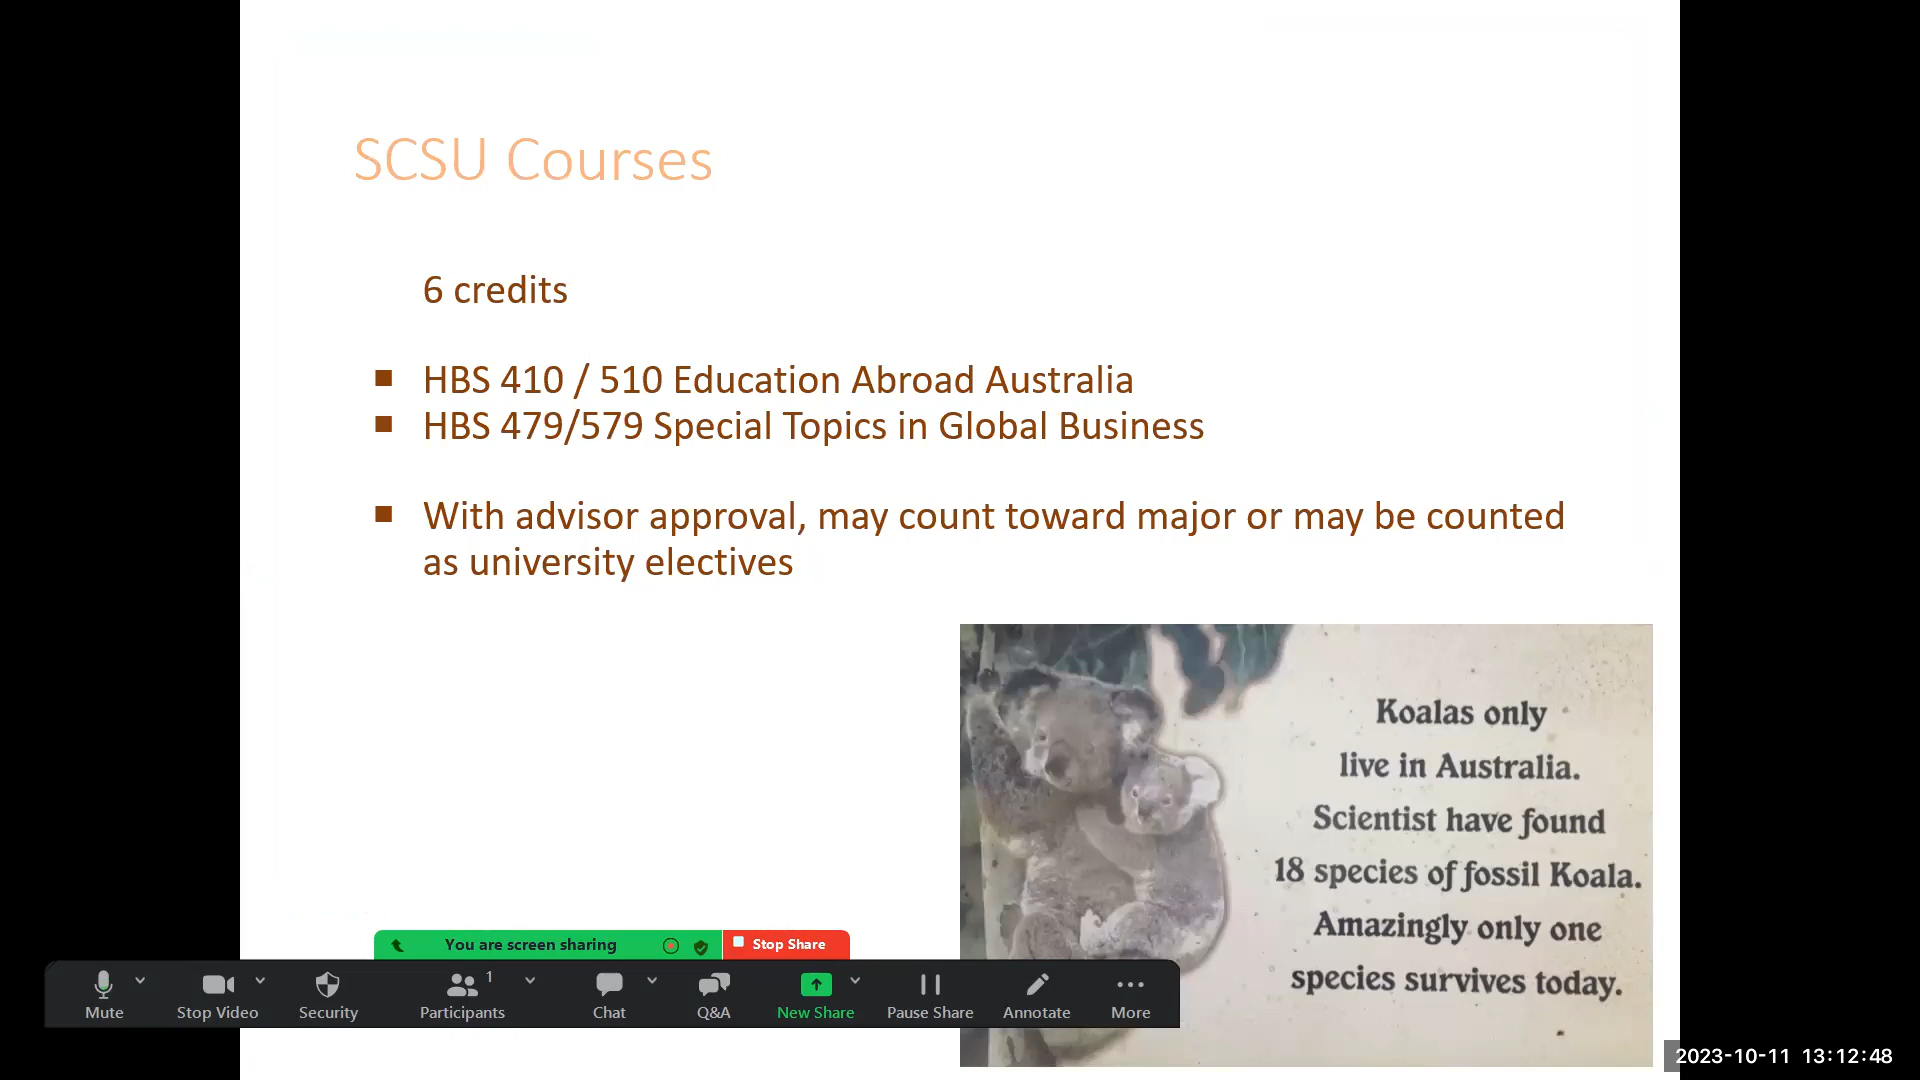 SCSU Courses
6 credits
HBS 410 / 510 Education Abroad Australia
HBS 479/579 Special Topics in Global Business
With advisor approval, may count toward major or may be counted
as university electives
Koalas only
live in Australia.
Scientist have found
18 species of fossil Koala.
Amazingly only one
species survives today.
You are screen sharing
Stop Share
Mute
Stop Video
Security
1
Participants
Chat
Q&A
New Share
Pause Share
Annotate
More
2023-10-11 13:12:48